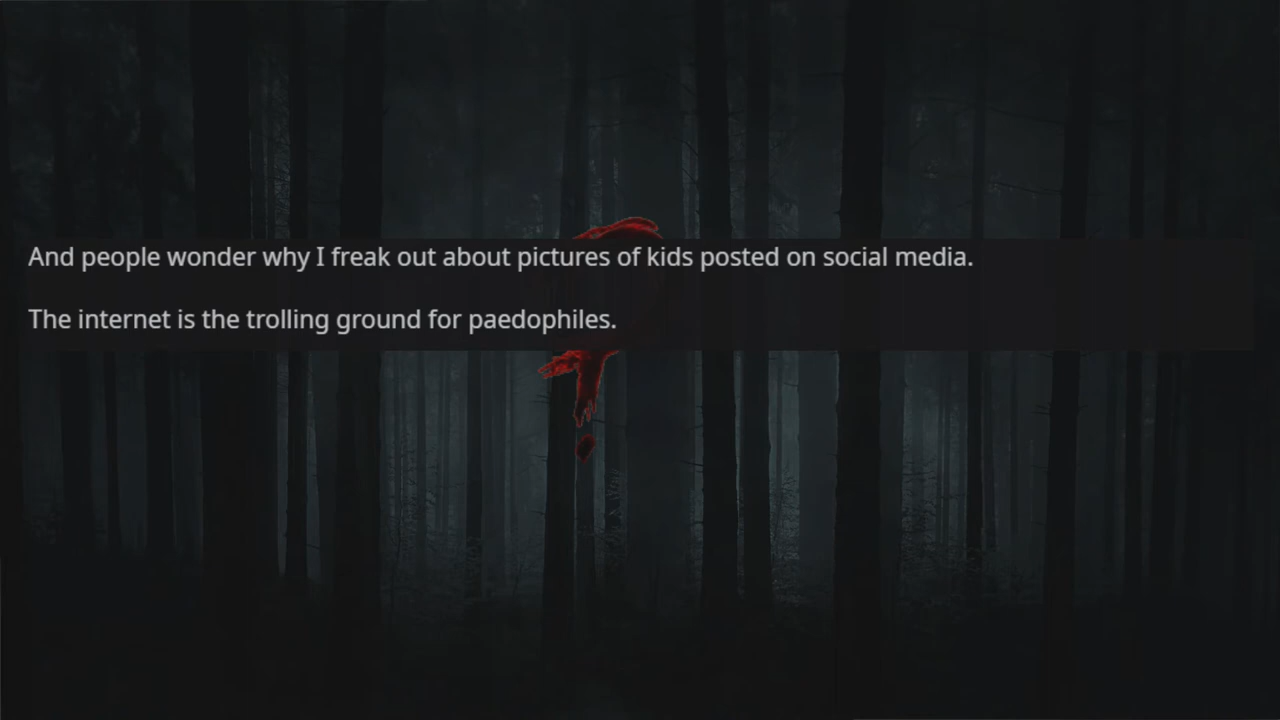 And people wonder why I freak out about pictures of kids posted on social media.
The internet is the trolling ground for paedophiles.